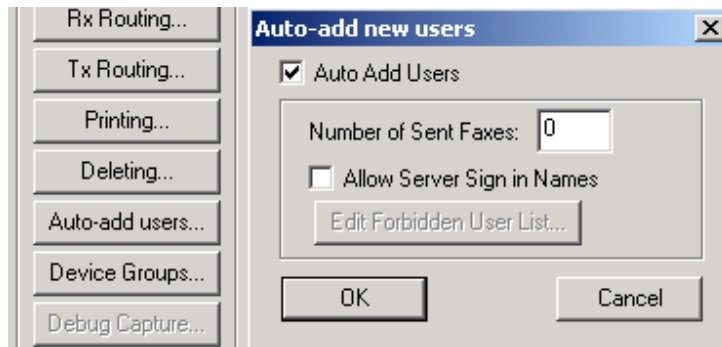 Rx Routing...
Tx Routing...
Printing...
Deleting...
Auto-add users...
Device Groups...
Debug Capture...
Auto-add new users
Auto Add Users
Number of Sent Faxes: 0
Allow Server Sign in Names
Edit Forbidden User List...
OK Cancel